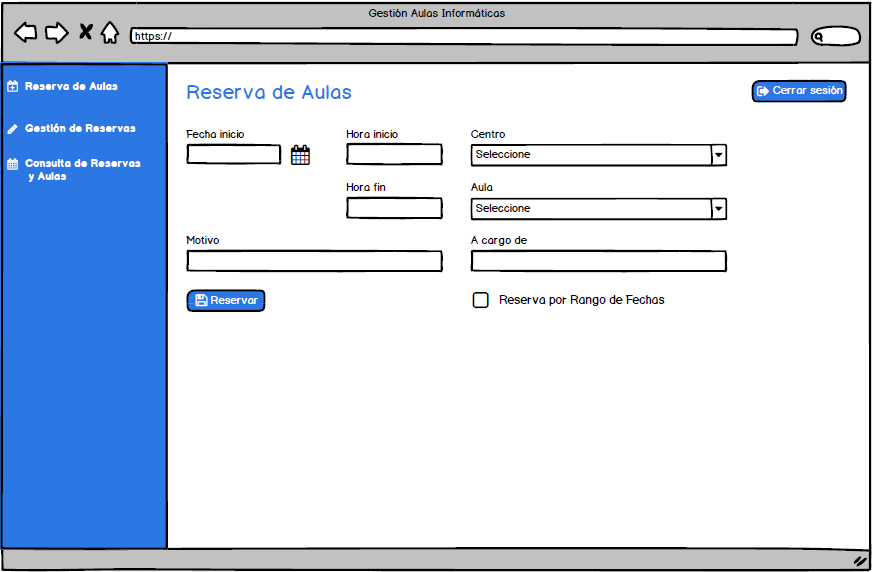 Gestión Aulas Informáticas
https://
Reserva de Aulas
Gestión de Reservas
Consulta de Reservas
y Aulas
Reserva de Aulas
Cerrar sesión
Fecha inicio
Hora inicio
Centro
Seleccione
Hora fin
Aula
Seleccione
Motivo
A cargo de
Reservar
Reserva por Rango de Fechas